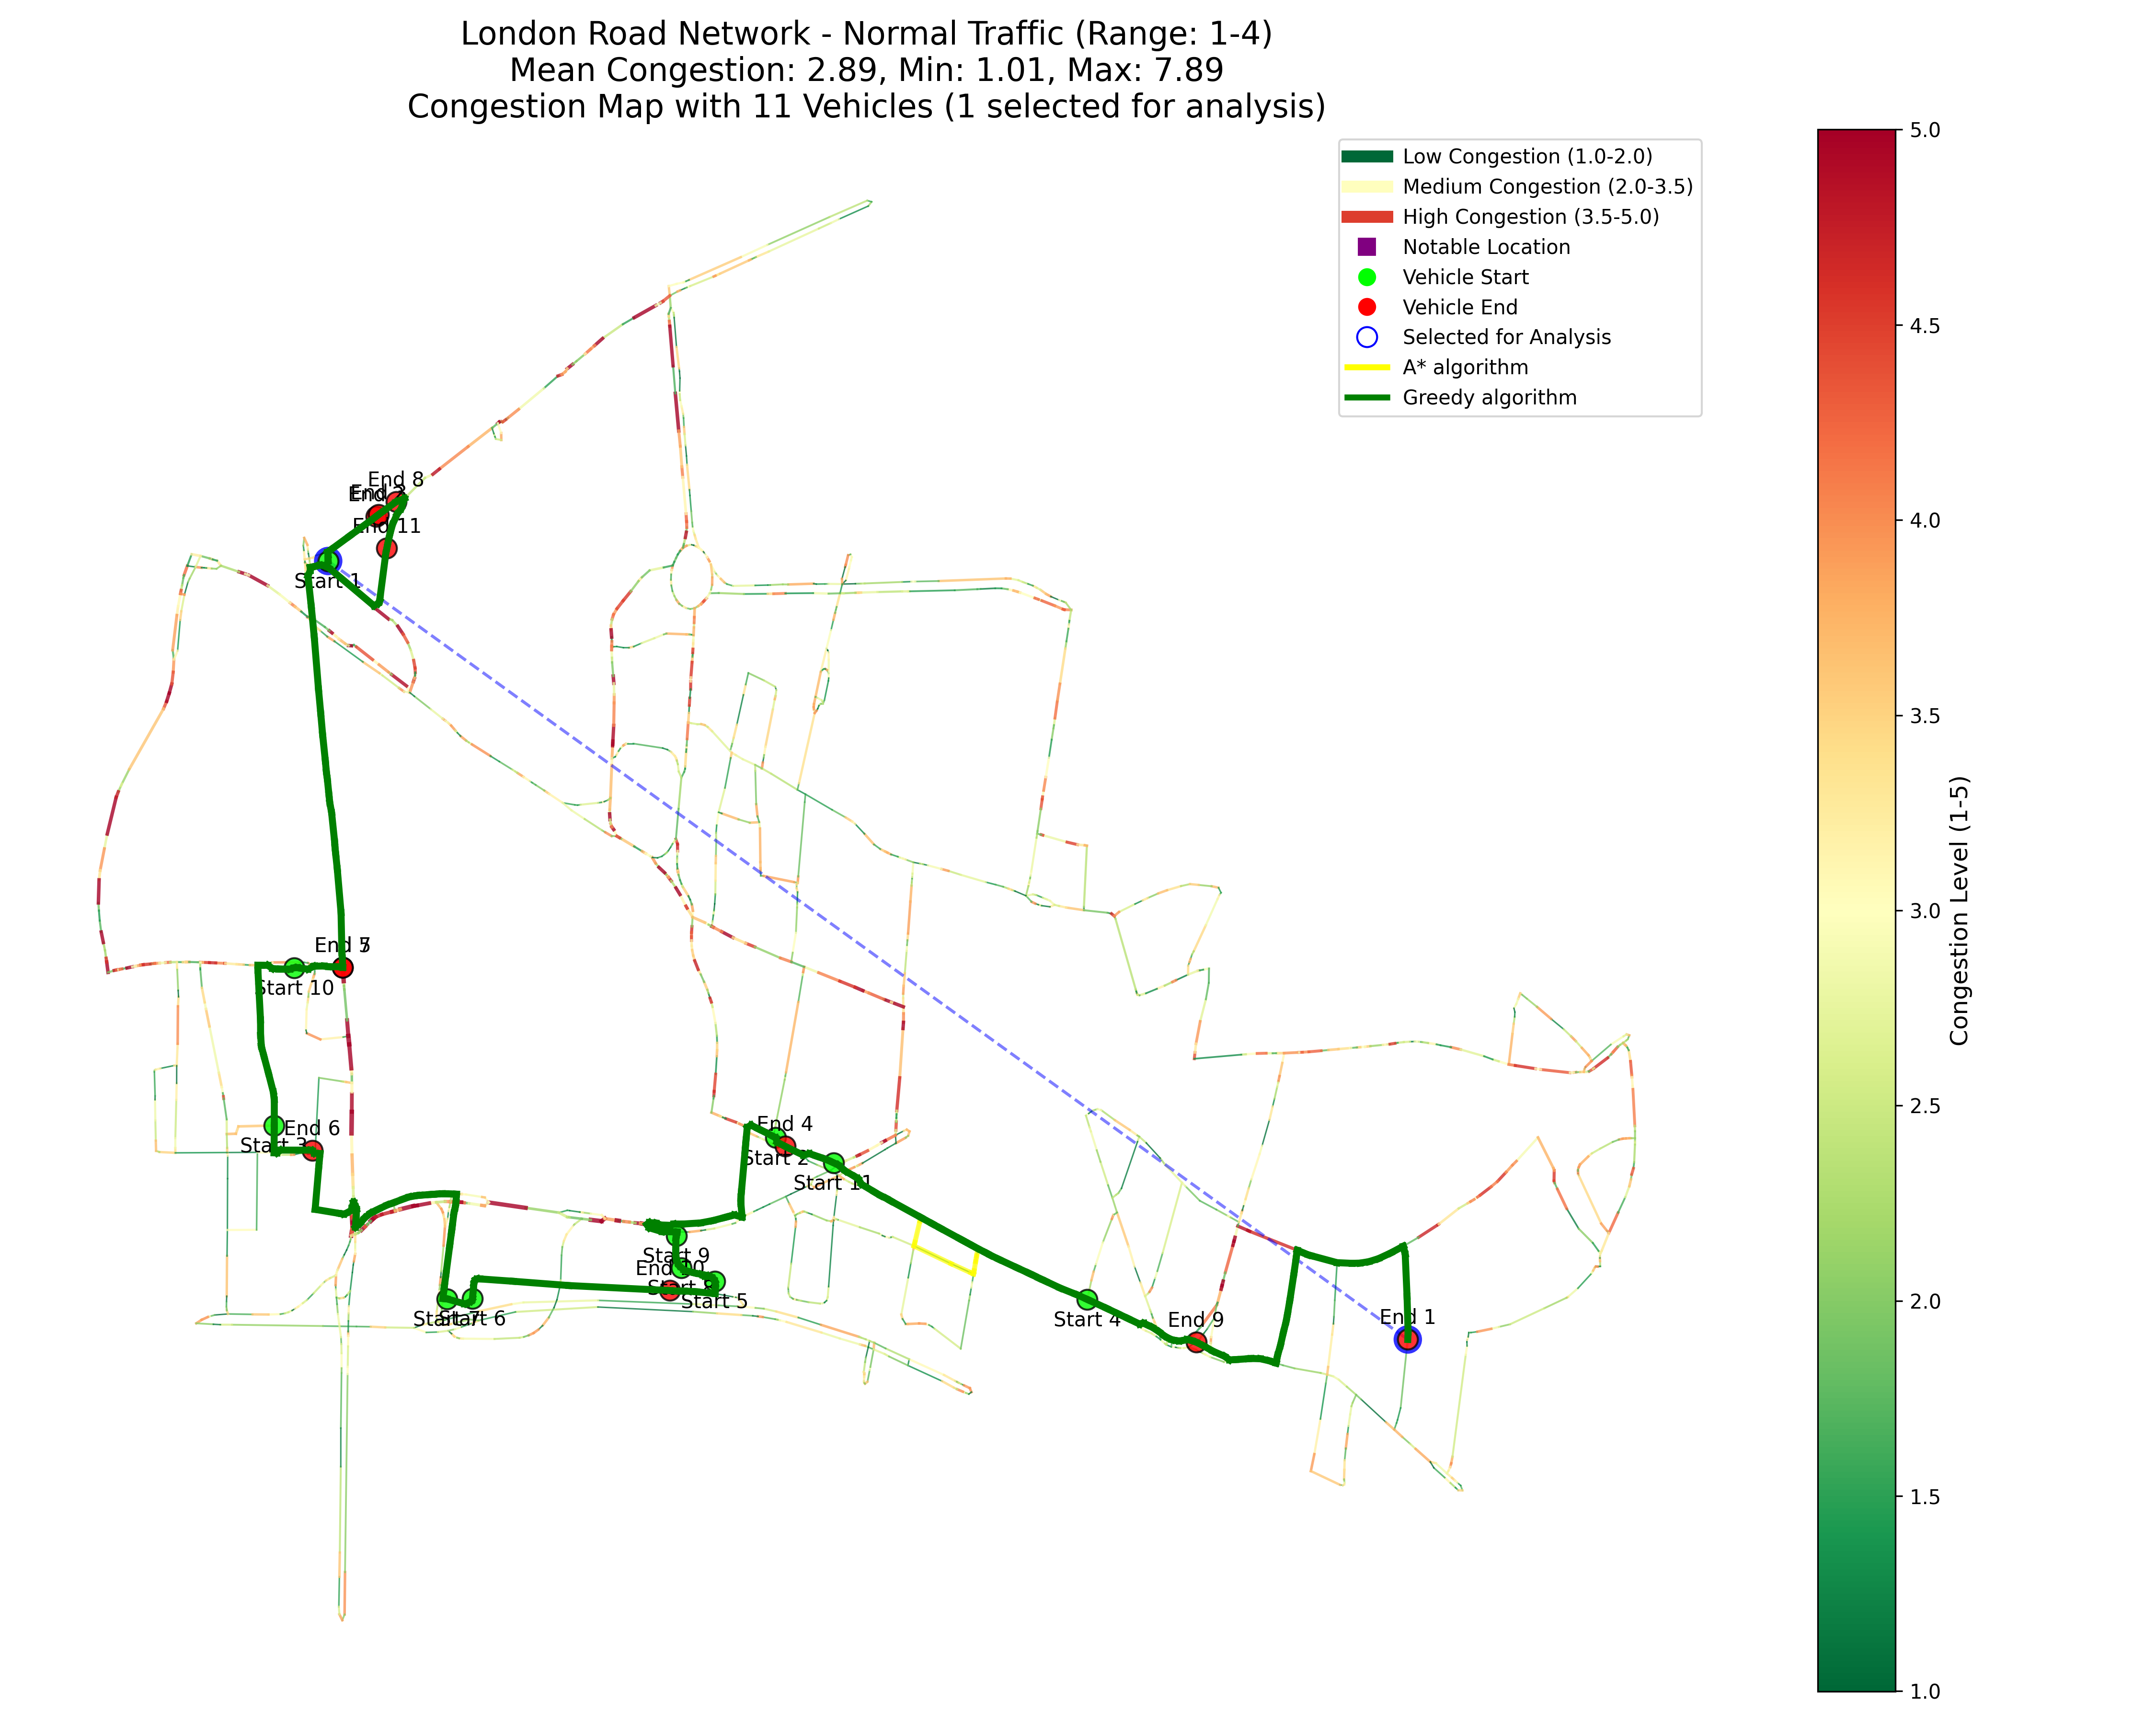 London Road Network - Normal Traffic (Range: 1-4)
Mean Congestion: 2.89, Min: 1.01, Max: 7.89
Congestion Map with 11 Vehicles (1 selected for analysis)
Low Congestion (1.0-2.0)
Medium Congestion (2.0-3.5)
High Congestion (3.5-5.0)
Notable Location
Vehicle Start
Vehicle End
Selected for Analysis
A* algorithm
Greedy algorithm
5.0
4.5
4.0
3.5
3.0
2.5
2.0
1.5
1.0
Congestion Level (1-5)
End 8
End 11
Start 1
End
Start 10
End 6
Start 3
End 4
Start 2
Start 11
Start 9
End 10
Start 8
Start 5
Start 7
Start 6
Start 4
End 9
End 1